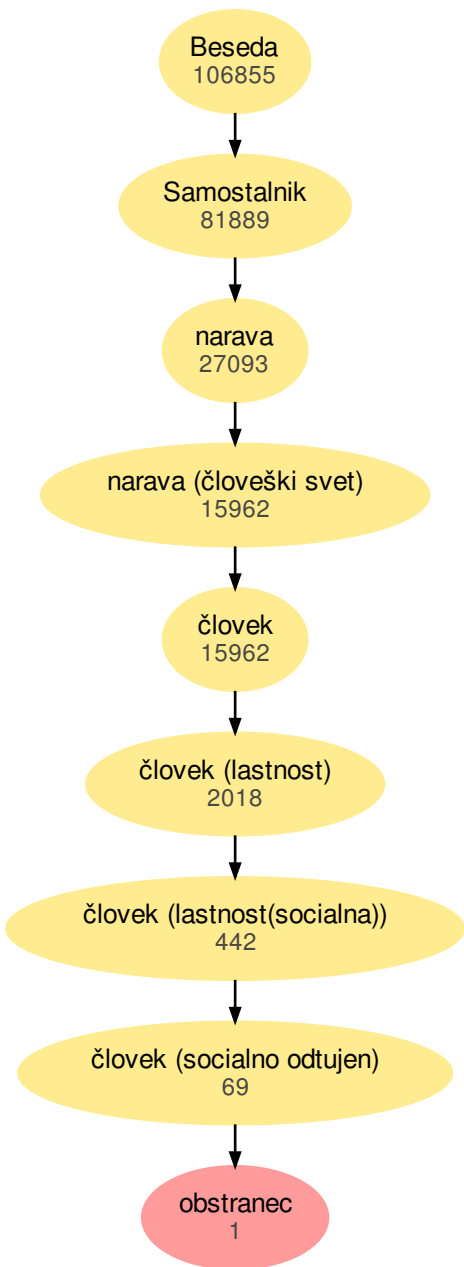 Beseda
106855
Samostalnik
81889
narava
27093
narava (človeški svet)
15962
človek
15962
človek (lastnost)
2018
človek (lastnost(socialna))
442
človek (socialno odtujen)
69
obstranec
1